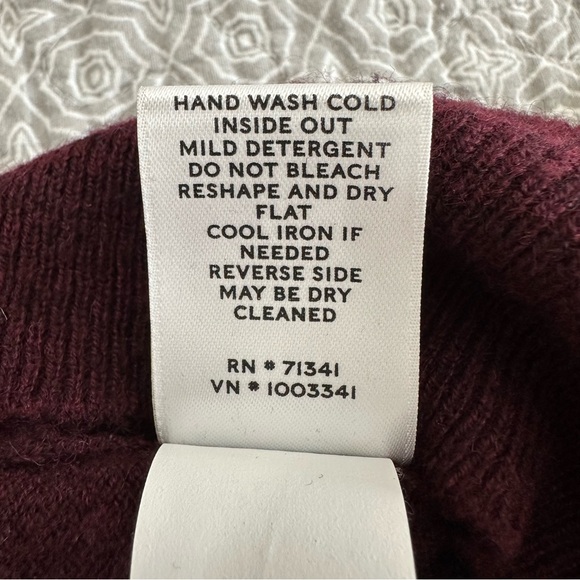 HAND WASH COLD
INSIDE OUT
MILD DETERGENT
DO NOT BLEACH
RESHAPE AND DRY
FLAT
COOL IRON IF
NEEDED
REVERSE SIDE
MAY BE DRY
CLEANED
RN # 71341
VN # 1003341